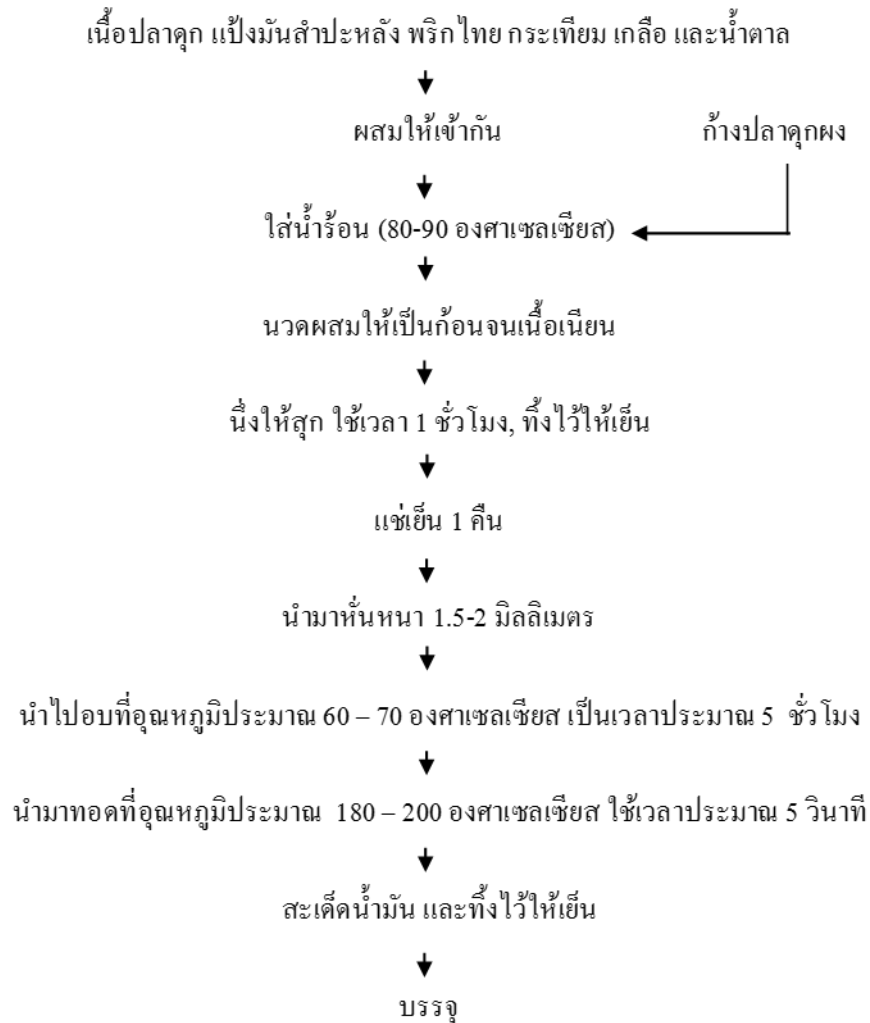 เนื้อปลาดุก แป้งมันสำปะหลัง พริกไทย กระเทียม เกลือ และน้ำตาล
ผสมให้เข้ากัน
ก้างปลาดุกผง
ใส่น้ำร้อน (80-90 องศาเซลเซียส)
นวดผสมให้เป็นก้อนจนเนื้อเนียน
นึ่งให้สุก ใช้เวลา 1 ชั่วโมง, ทิ้งไว้ให้เย็น
แช่เย็น 1 คืน
นำมาหั่นหนา 1.5-2 มิลลิเมตร
นำไปอบที่อุณหภูมิประมาณ 60 – 70 องศาเซลเซียส เป็นเวลาประมาณ 5 ชั่วโมง
นำมาทอดที่อุณหภูมิประมาณ 180 – 200 องศาเซลเซียส ใช้เวลาประมาณ 5 วินาที
สะเด็ดน้ำมัน และทิ้งไว้ให้เย็น
บรรจุ